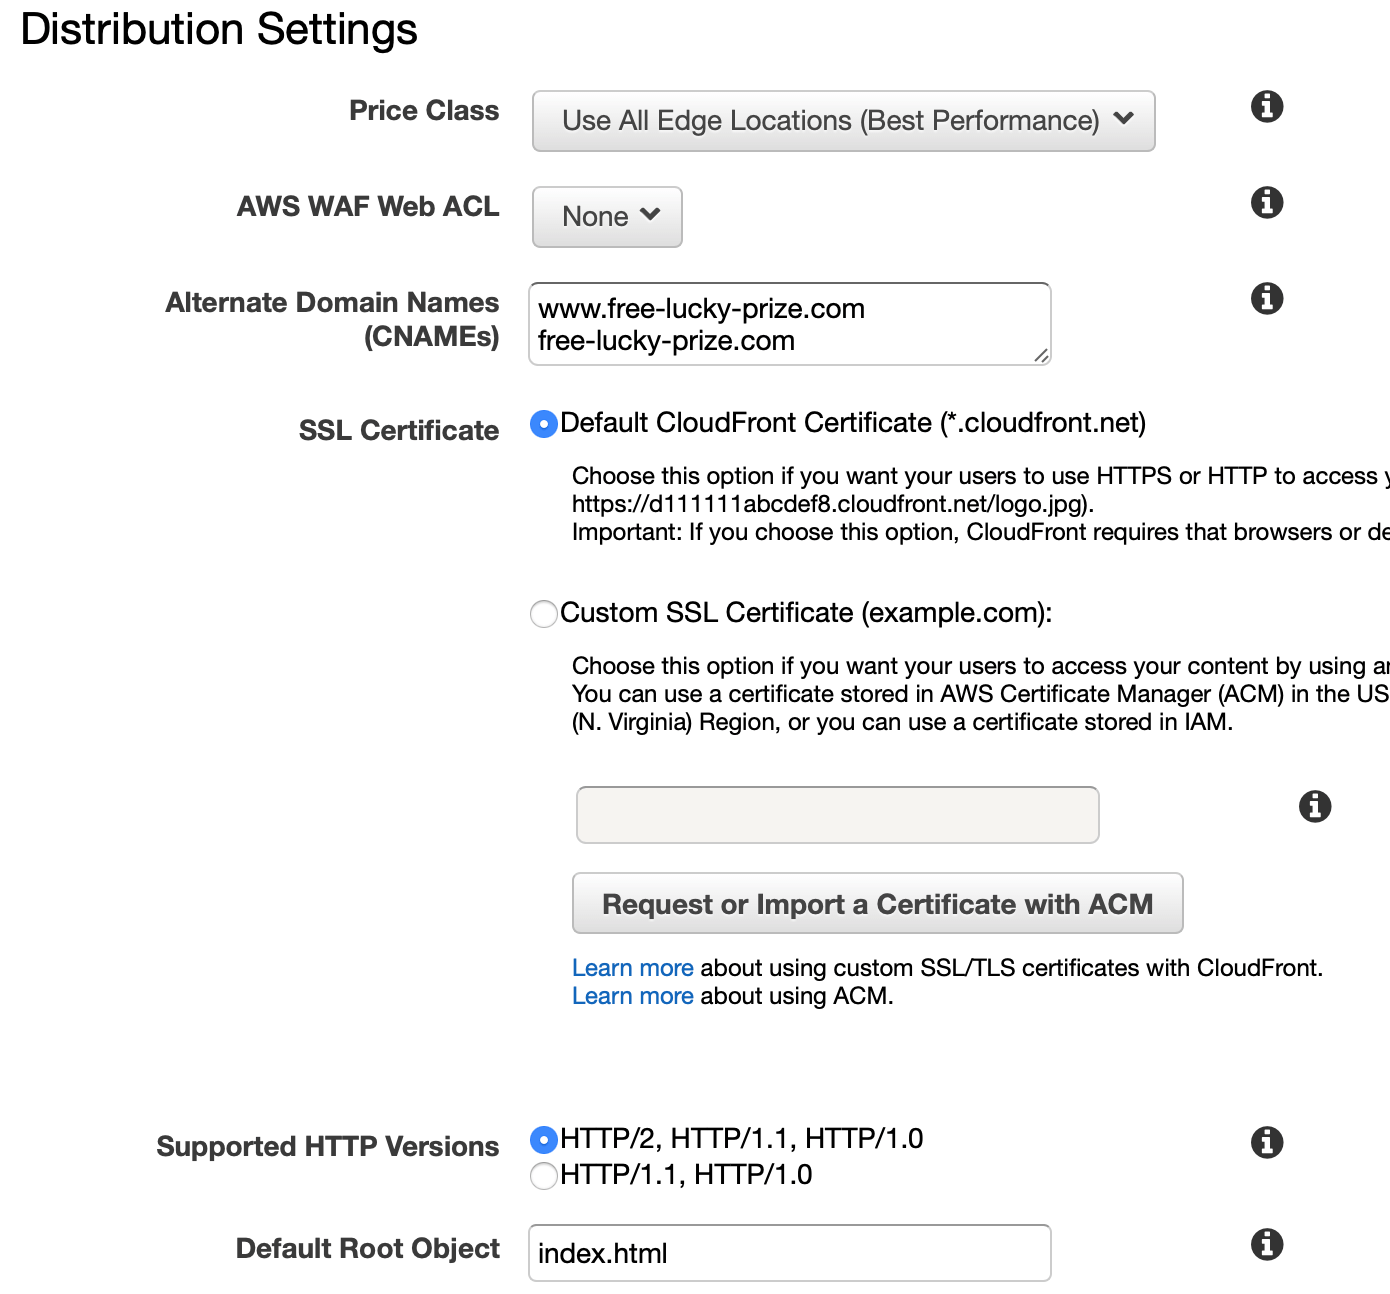 Distribution Settings
Price Class
Use All Edge Locations (Best Performance)
AWS WAF Web ACL
None
Alternate Domain Names
(CNAMEs)
www.free-lucky-prize.com
free-lucky-prize.com
SSL Certificate
Default CloudFront Certificate (*.cloudfront.net)
Choose this option if you want your users to use HTTPS or HTTP to access
https://d111111abcdef8.cloudfront.net/logo.jpg).
Important: If you choose this option, CloudFront requires that browsers or
Custom SSL Certificate (example.com):
Choose this option if you want your users to access your content by using
You can use a certificate stored in AWS Certificate Manager (ACM) in the US
(N. Virginia) Region, or you can use a certificate stored in IAM.
Request or Import a Certificate with ACM
Learn more about using custom SSL/TLS certificates with CloudFront.
Learn more about using ACM.
Supported HTTP Versions
HTTP/2, HTTP/1.1, HTTP/1.0
HTTP/1.1, HTTP/1.0
Default Root Object
index.html